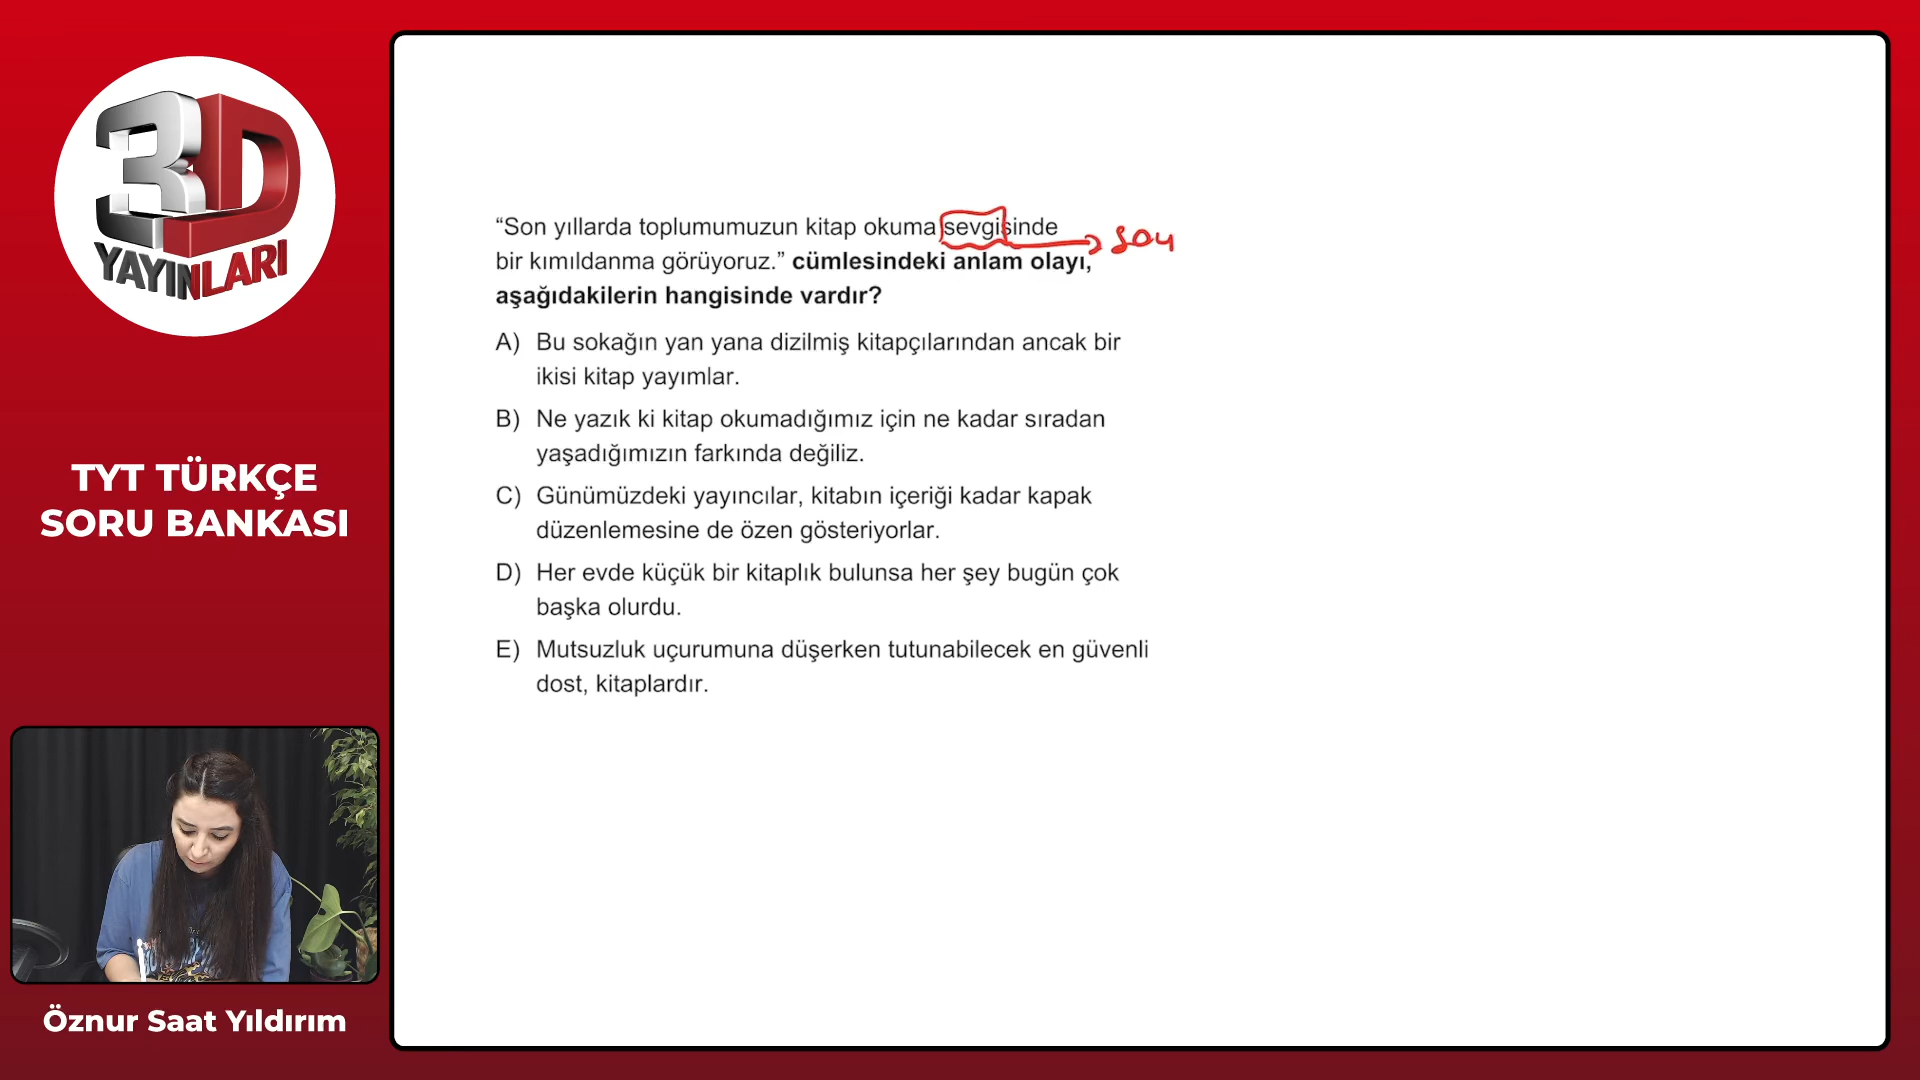 3D
YAYINLARI
TYT TÜRKÇE
SORU BANKASI
Öznur Saat Yıldırım
“Son yıllarda toplumumuzun kitap okuma sevgisinde
soy
bir kımıldanma görüyoruz.” cümlesindeki anlam olayı,
aşağıdakilerin hangisinde vardır?
A) Bu sokağın yan yana dizilmiş kitapçılarından ancak bir
ikisi kitap yayımlar.
B) Ne yazık ki kitap okumadığımız için ne kadar sıradan
yaşadığımızın farkında değiliz.
C) Günümüzdeki yayıncılar, kitabın içeriği kadar kapak
düzenlemesine de özen gösteriyorlar.
D) Her evde küçük bir kitaplık bulunsa her şey bugün çok
başka olurdu.
E) Mutsuzluk uçurumuna düşerken tutunabilecek en güvenli
dost, kitaplardır.